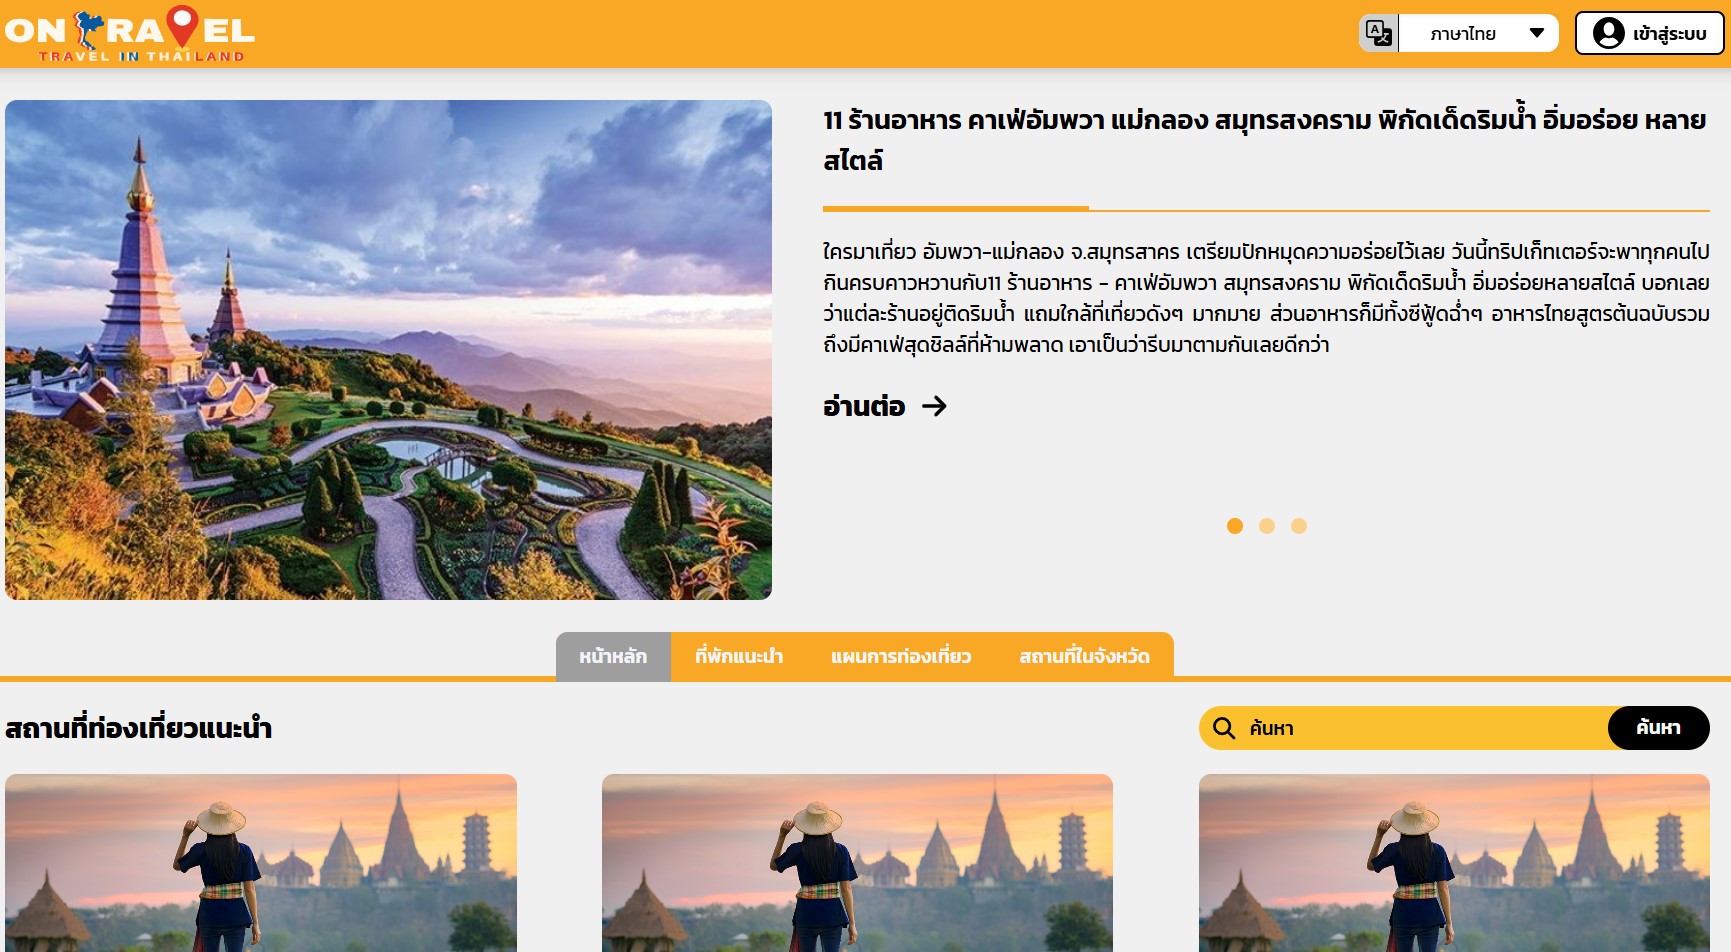 ON TRAVEL
TRAVEL IN THAILAND
ภาษาไทย
เข้าสู่ระบบ
11 ร้านอาหาร คาเฟ่อัมพวา แม่กลอง สมุทรสงคราม พิกัดเด็ดริมน้ำ อิ่มอร่อย หลาย
สไตล์
ใครมาเที่ยว อัมพวา-แม่กลอง จ.สมุทรสาคร เตรียมปักหมุดความอร่อยไว้เลย วันนี้ทริปเก็ทเตอร์จะพาทุกคนไป
กินครบคาวหวานกับ11 ร้านอาหาร - คาเฟ่อัมพวา สมุทรสงคราม พิกัดเด็ดริมน้ำ อิ่มอร่อยหลายสไตล์ บอกเลย
ว่าแต่ละร้านอยู่ติดริมน้ำ แถมใกล้ที่เที่ยวดังๆ มากมาย ส่วนอาหารก็มีทั้งซีฟู้ดฉ่ำๆ อาหารไทยสูตรต้นฉบับรวม
ถึงมีคาเฟ่สุดชิลล์ที่ห้ามพลาด เอาเป็นว่ารีบมาตามกันเลยดีกว่า
อ่านต่อ
หน้าหลัก ที่พักแนะนำ แผนการท่องเที่ยว สถานที่ในจังหวัด
สถานที่ท่องเที่ยวแนะนำ
ค้นหา ค้นหา